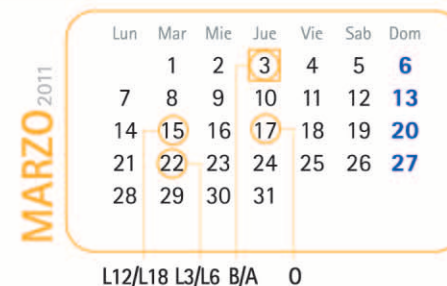 MARZO 2011
Lun Mar Mie Jue Vie Sab Dom
1 2 3 4 5 6
7 8 9 10 11 12 13
14 15 16 17 18 19 20
21 22 23 24 25 26 27
28 29 30 31
L12/L18 L3/L6 B/A O